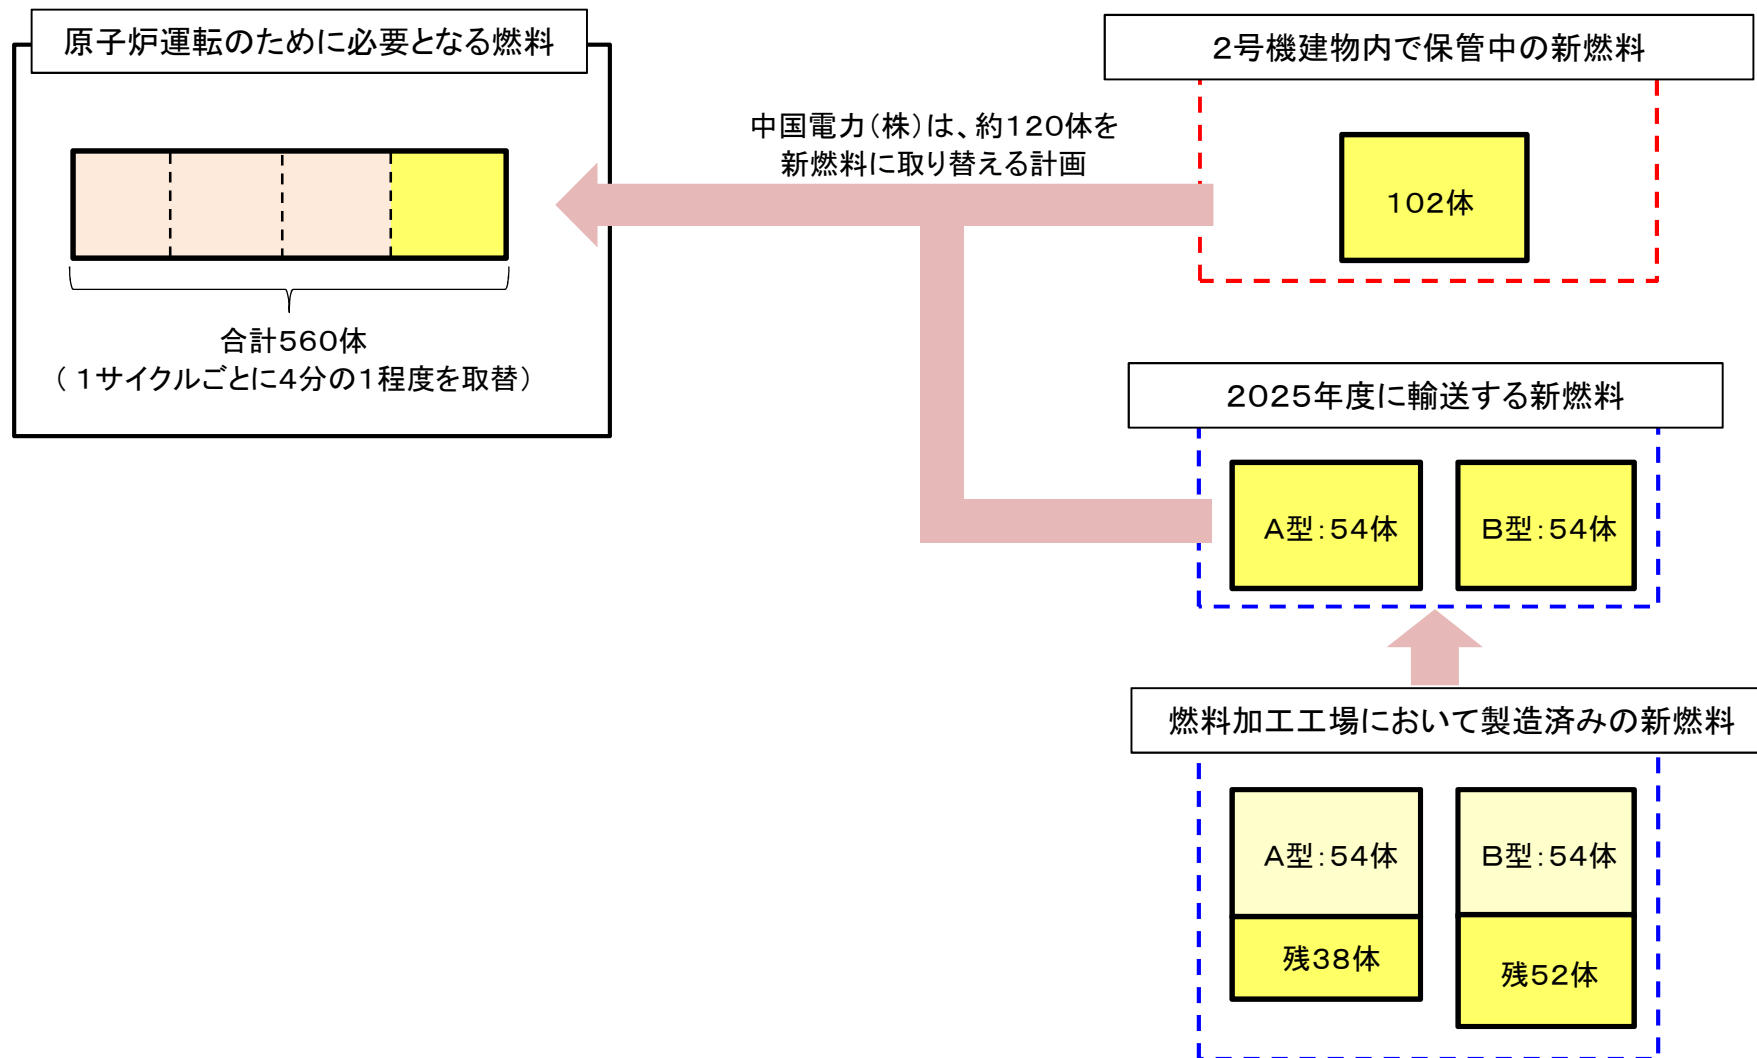 原子炉運転のために必要となる燃料
合計560体
(1サイクルごとに4分の1程度を取替)
中国電力(株)は、約120体を
新燃料に取り替える計画
2号機建物内で保管中の新燃料
102体
2025年度に輸送する新燃料
A型:54体
B型:54体
燃料加工工場において製造済みの新燃料
A型:54体
B型:54体
残38体
残52体